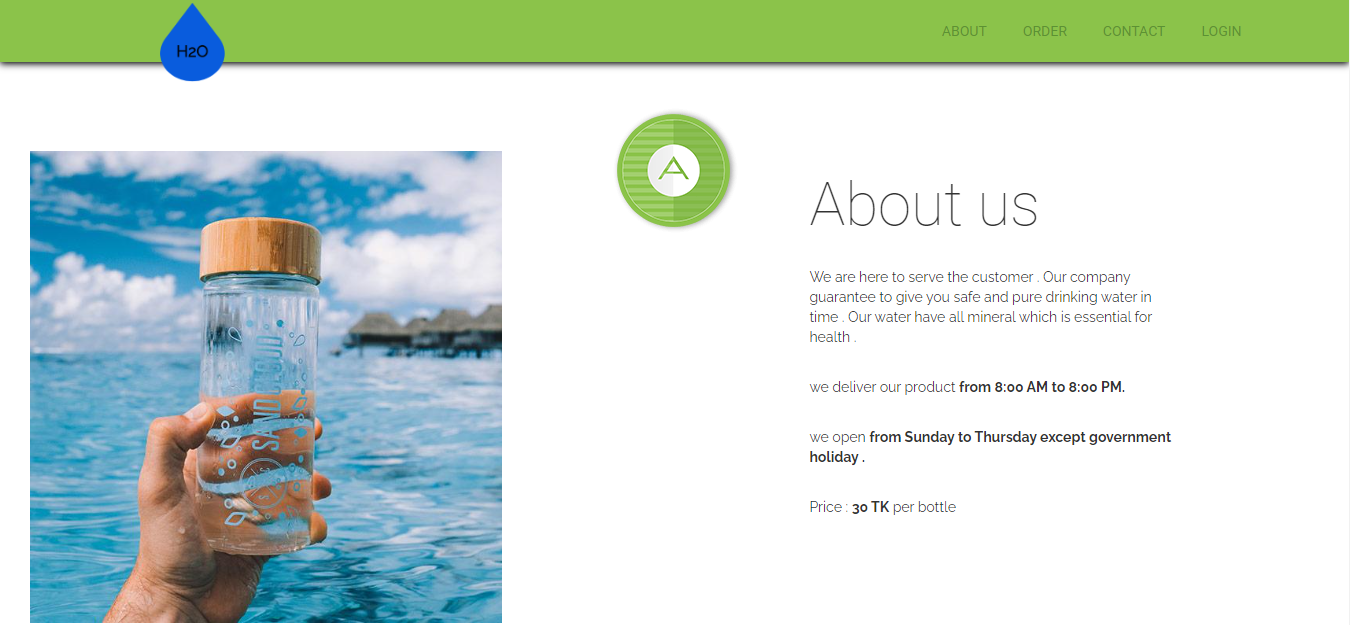 H2O
ABOUT ORDER CONTACT LOGIN
A
About us
We are here to serve the customer . Our company
guarantee to give you safe and pure drinking water in
time . Our water have all mineral which is essential for
health .
we deliver our product from 8:00 AM to 8:00 PM.
we open from Sunday to Thursday except government
holiday .
Price : 30 TK per bottle
SAND CLOUD